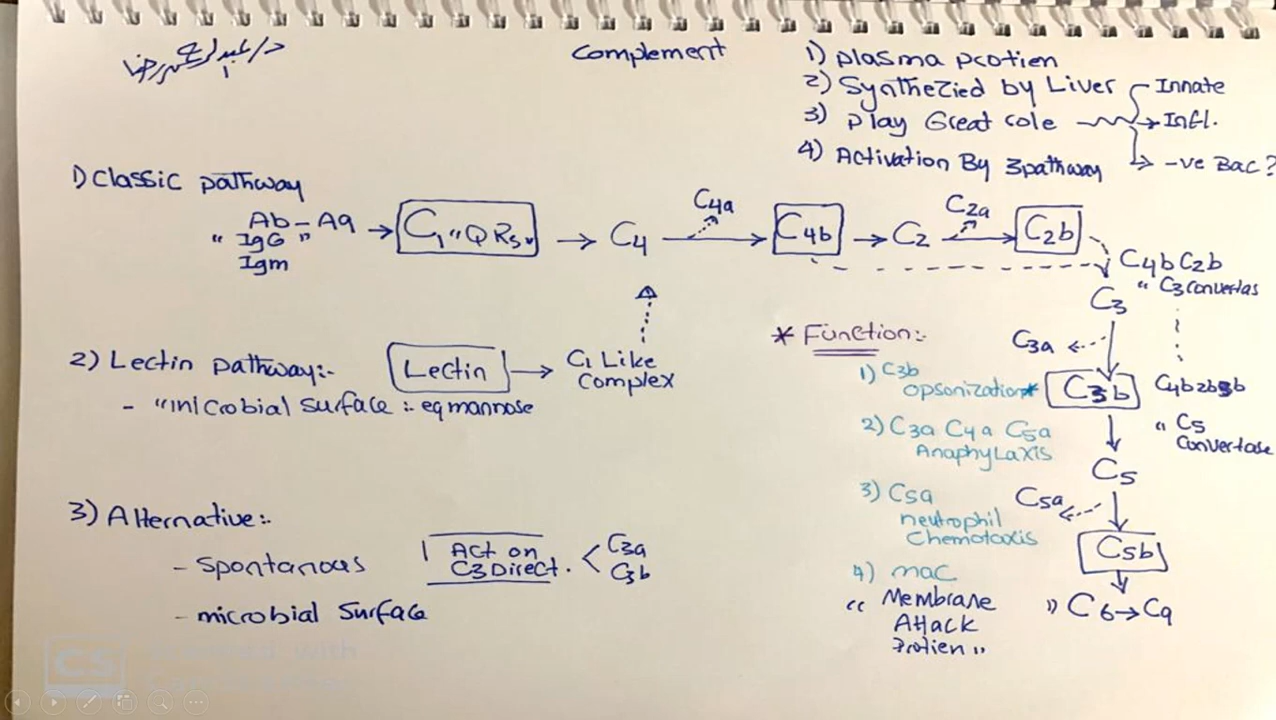 Complement
1) Plasma protien
2) Synthezied by Liver
3) Play Great role
Innate
Infl.
-ve Bac?
4) Activation By 3pathway
1) Classic pathway
Ab - Ag
"IgG"
Igm
C1 "QRS"
C4
C4a
C4b
C2
C2a
C2b
C4b C2b
"C3 convertas
C3
C3a
C3b
C4b2b3b
"C5
Convertase
C5
C5a
C5b
C6→C9
2) Lectin pathway:-
Lectin
C1 Like
Complex
- "microbial surface :- eg mannose
3) Alternative:-
- Spontanous
Act on
C3 Direct.
C3a
C3b
- microbial Surface
* Function:-
1) C3b
opsonization*
2) C3a C4a C5a
Anaphylaxis
3) C5a
neutrophil
Chemotaxis
4) mac
"Membrane
Attack
Protien"
CS